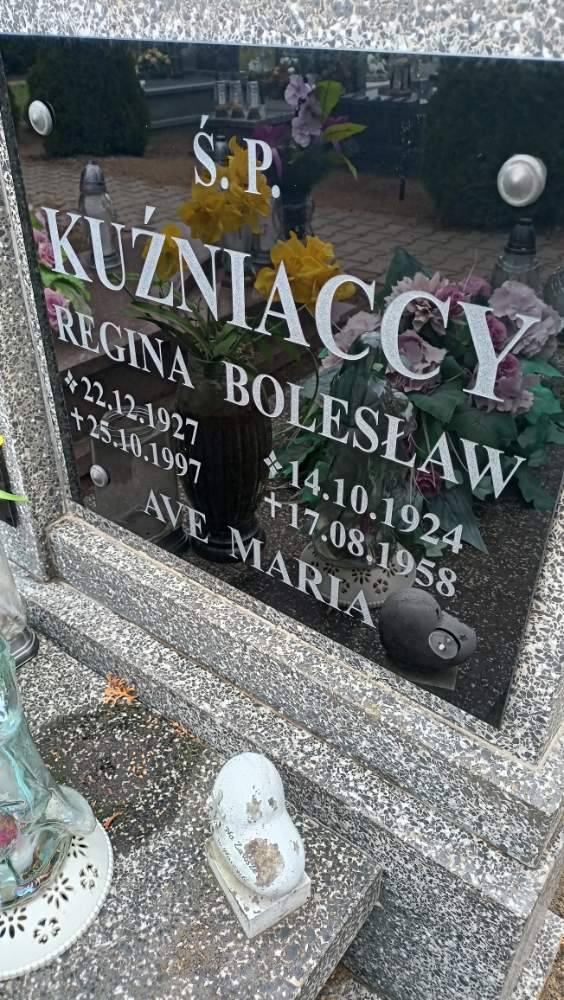 Ś. P.
KUŹNIACCY
REGINA BOLESŁAW
22.12.1927 14.10.1924
✝25.10.1997 ✝17.08.1958
AVE MARIA